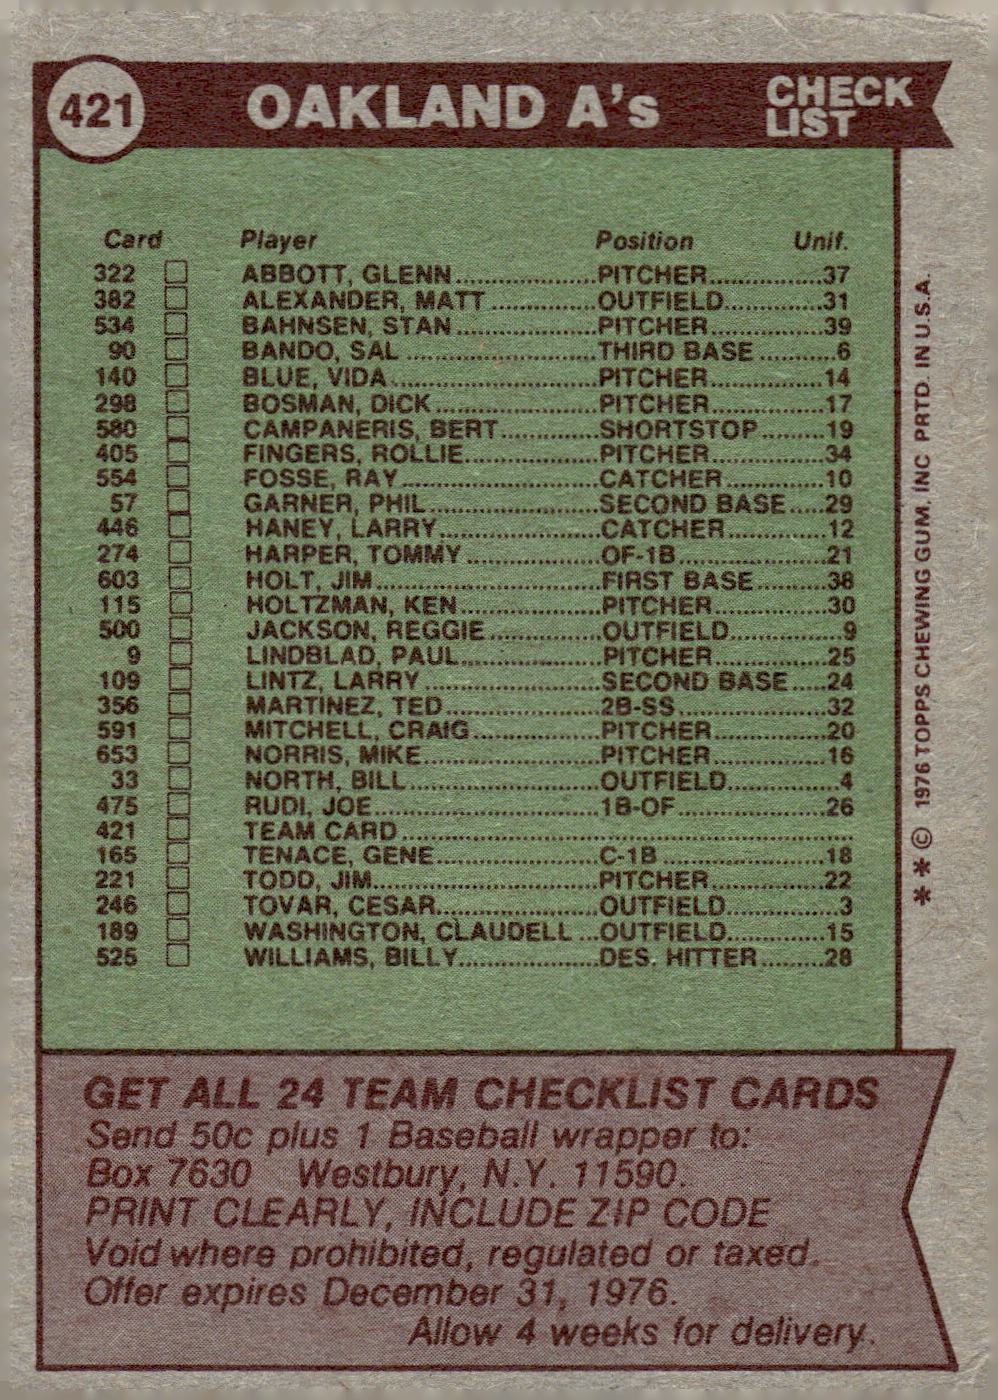 421 OAKLAND A's CHECK LIST
Card Player Position Unif.
322 ABBOTT, GLENN PITCHER 37
382 ALEXANDER, MATT OUTFIELD 31
534 BAHNSEN, STAN PITCHER 39
90 BANDO, SAL THIRD BASE 6
140 BLUE, VIDA PITCHER 14
298 BOSMAN, DICK PITCHER 17
580 CAMPANERIS, BERT SHORTSTOP 19
405 FINGERS, ROLLIE PITCHER 34
554 FOSSE, RAY CATCHER 10
57 GARNER, PHIL SECOND BASE 29
446 HANEY, LARRY CATCHER 12
274 HARPER, TOMMY OF-1B 21
603 HOLT, JIM FIRST BASE 38
115 HOLTZMAN, KEN PITCHER 30
500 JACKSON, REGGIE OUTFIELD 9
9 LINDBLAD, PAUL PITCHER 25
109 LINTZ, LARRY SECOND BASE 24
356 MARTINEZ, TED 2B-SS 32
591 MITCHELL, CRAIG PITCHER 20
653 NORRIS, MIKE PITCHER 16
33 NORTH, BILL OUTFIELD 4
475 RUDI, JOE 1B-OF 26
421 TEAM CARD
165 TENACE, GENE C-1B 18
221 TODD, JIM PITCHER 22
246 TOVAR, CESAR OUTFIELD 3
189 WASHINGTON, CLAUDELL OUTFIELD 15
525 WILLIAMS, BILLY DES. HITTER 28
GET ALL 24 TEAM CHECKLIST CARDS
Send 50c plus 1 Baseball wrapper to:
Box 7630 Westbury, N.Y. 11590.
PRINT CLEARLY, INCLUDE ZIP CODE
Void where prohibited, regulated or taxed.
Offer expires December 31, 1976.
Allow 4 weeks for delivery.
**© 1976 TOPPS CHEWING GUM, INC PRTD. IN U.S.A.